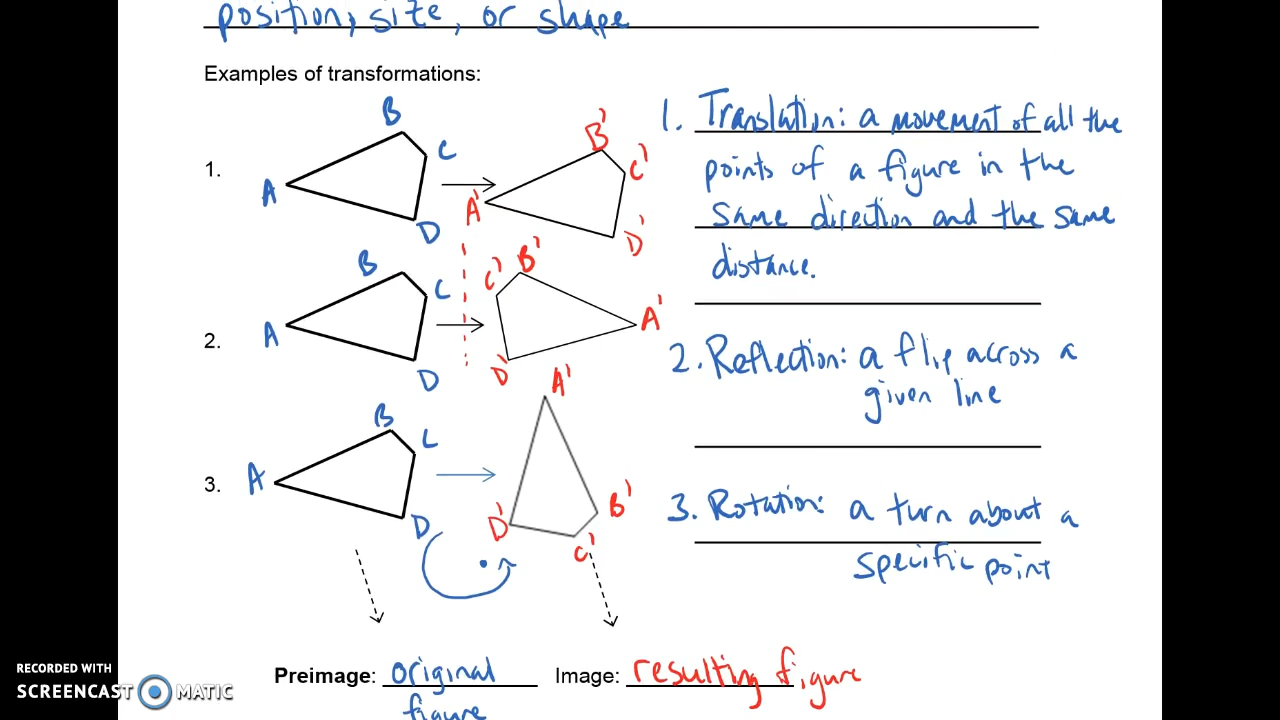 position, size, or shape
Examples of transformations:
1.
A
B
C
D
A'
B'
C'
D'
1. Translation: a movement of all the
points of a figure in the
same direction and the same
distance.
2.
A
B
C
D
C'
B'
A'
D'
2. Reflection: a flip across a
given line
3.
A
B
C
D
A'
B'
C'
D'
3. Rotation: a turn about a
specific point
Preimage: original
figure
Image: resulting figure
RECORDED WITH
SCREENCAST MATIC